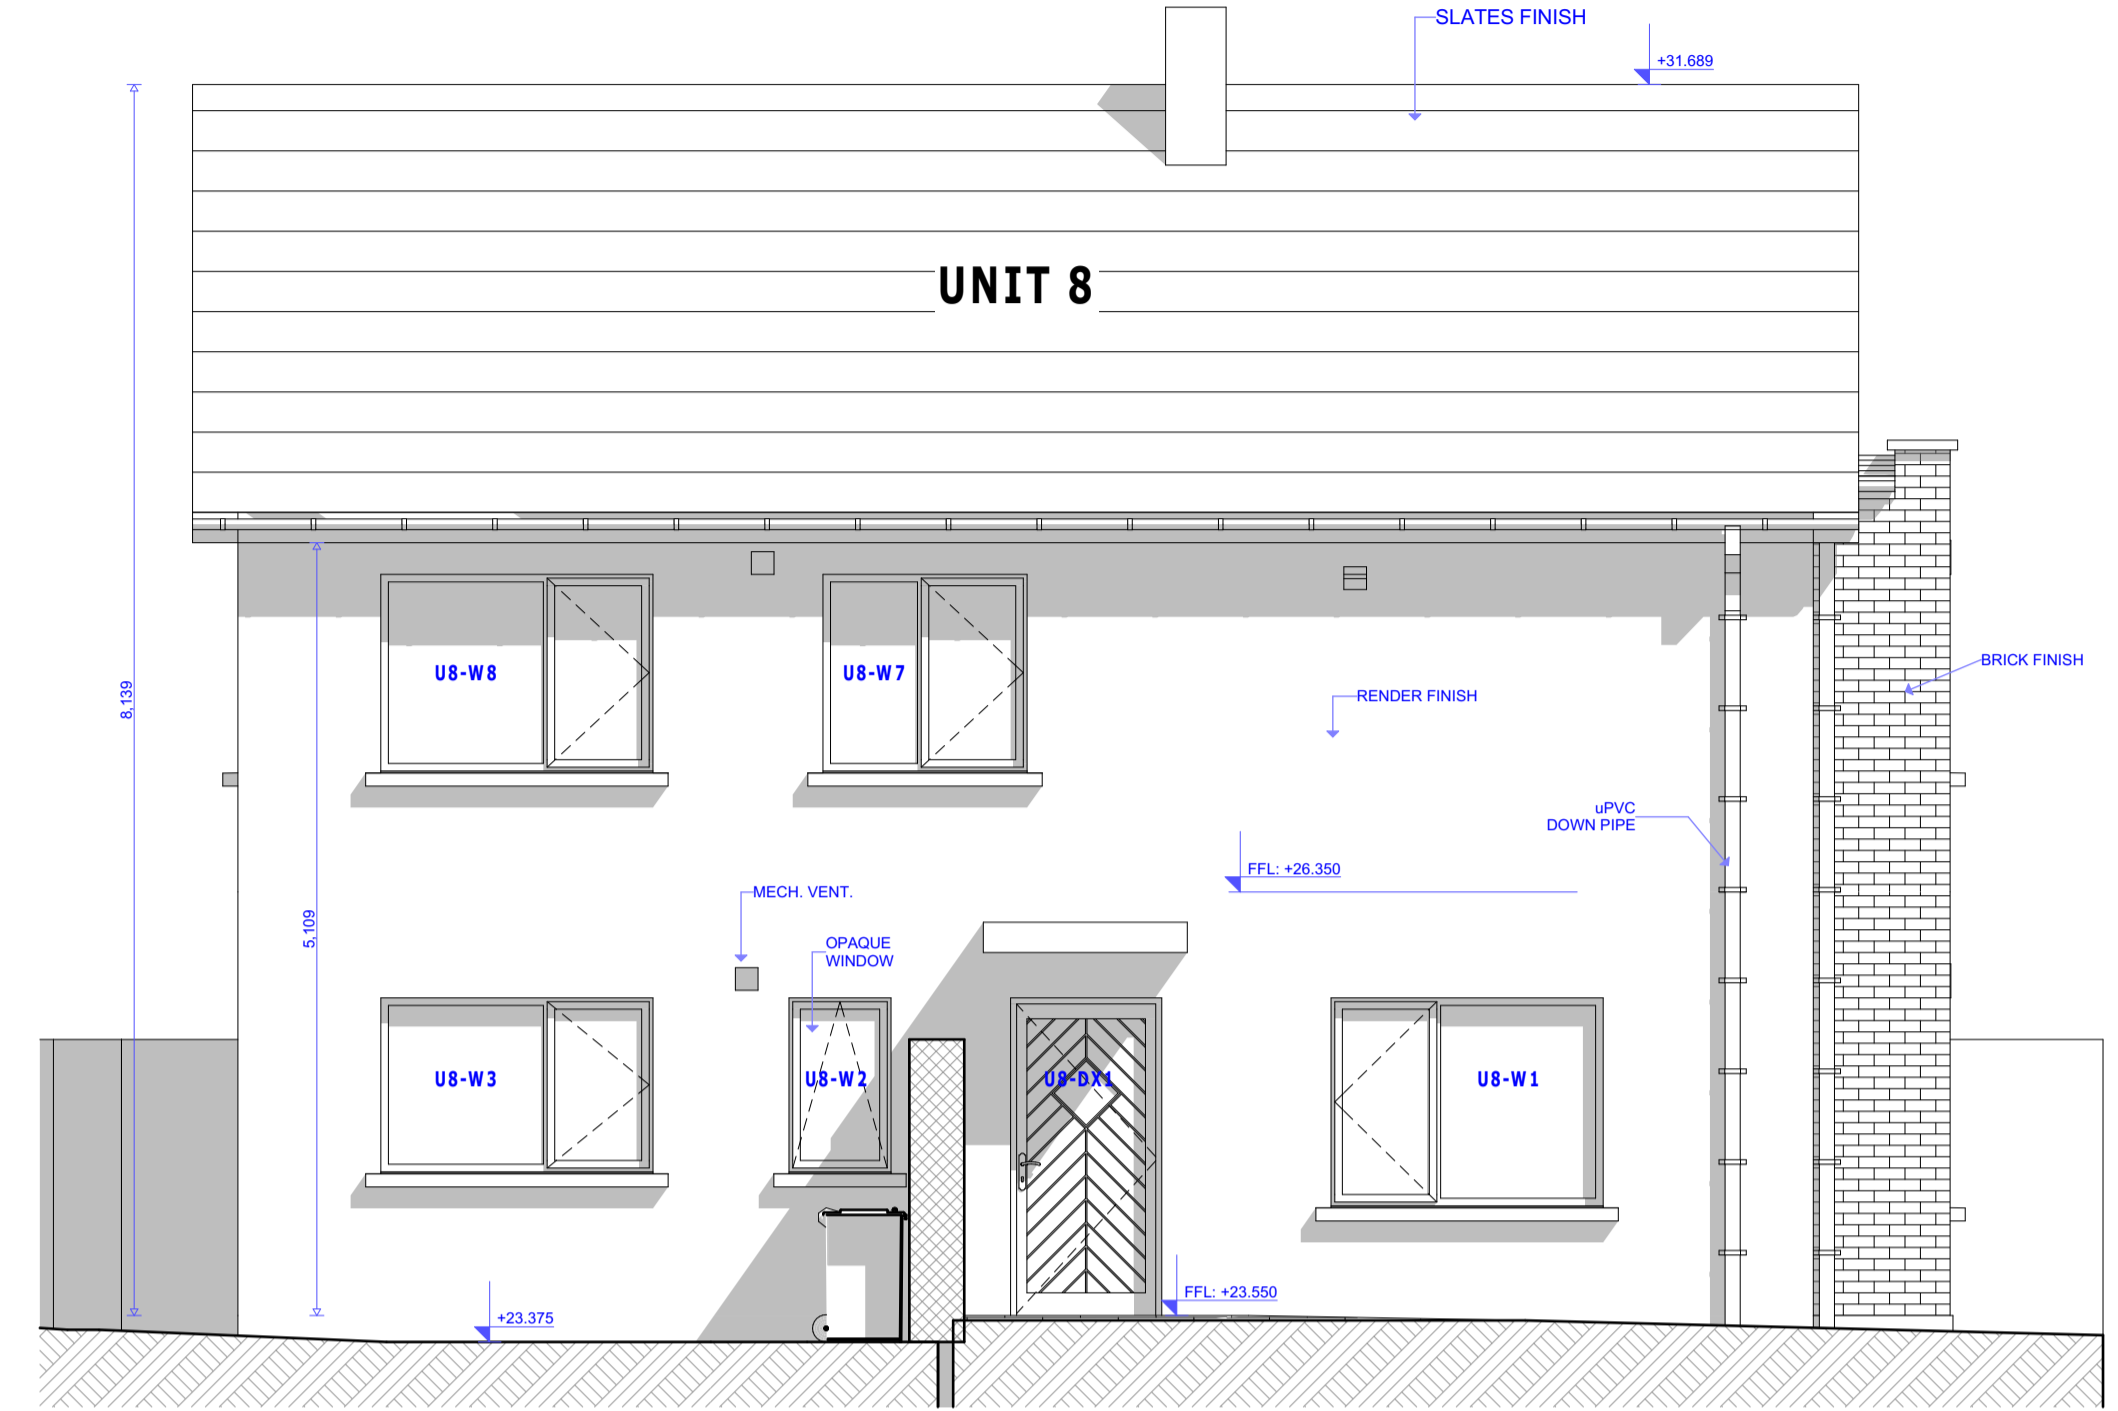 SLATES FINISH
+31.689
UNIT 8
8,139
5,109
U8-W8
U8-W7
RENDER FINISH
BRICK FINISH
uPVC
DOWN PIPE
FFL: +26.350
MECH. VENT.
OPAQUE
WINDOW
U8-W3
U8-W2
U8-DX1
U8-W1
FFL: +23.550
+23.375